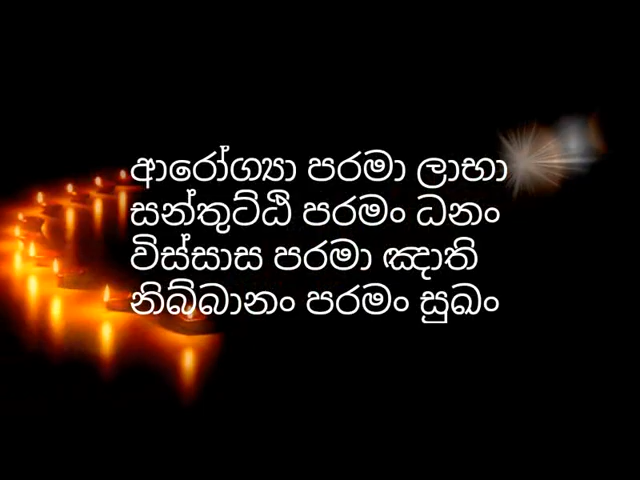 ආරෝග්‍යා පරමා ලාභා
සන්තුට්ඨි පරමං ධනං
විස්සාස පරමා ඤාති
නිබ්බානං පරමං සුඛං